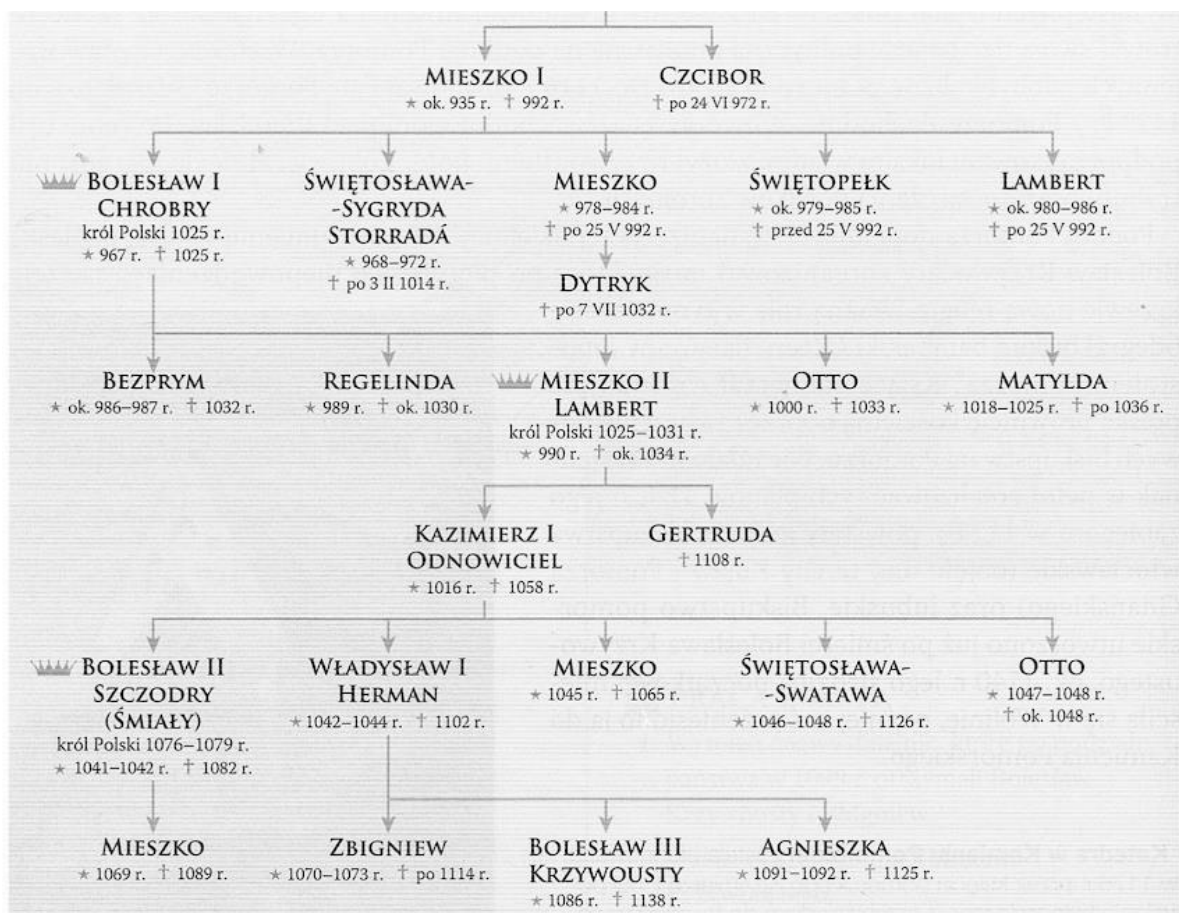 MIESZKO I
★ ok. 935 r. † 992 r.
CZCIBOR
† po 24 VI 972 r.
BOLESŁAW I
CHROBRY
król Polski 1025 r.
★ 967 r. † 1025 r.
ŚWIĘTOSŁAWA-
-SYGRYDA
STORRADÁ
★ 968–972 r.
† po 3 II 1014 r.
MIESZKO
★ 978–984 r.
† po 25 V 992 r.
ŚWIĘTOPEŁK
★ ok. 979–985 r.
† przed 25 V 992 r.
LAMBERT
★ ok. 980–986 r.
† po 25 V 992 r.
DYTRYK
† po 7 VII 1032 r.
BEZPRYM
★ ok. 986–987 r. † 1032 r.
REGELINDA
★ 989 r. † ok. 1030 r.
MIESZKO II
LAMBERT
król Polski 1025–1031 r.
★ 990 r. † ok. 1034 r.
OTTO
★ 1000 r. † 1033 r.
MATYLDA
★ 1018–1025 r. † po 1036 r.
KAZIMIERZ I
ODNOWICIEL
★ 1016 r. † 1058 r.
GERTRUDA
† 1108 r.
BOLESŁAW II
SZCZODRY
(ŚMIAŁY)
król Polski 1076–1079 r.
★ 1041–1042 r. † 1082 r.
WŁADYSŁAW I
HERMAN
★ 1042–1044 r. † 1102 r.
MIESZKO
★ 1045 r. † 1065 r.
ŚWIĘTOSŁAWA-
-SWATAWA
★ 1046–1048 r. † 1126 r.
OTTO
★ 1047–1048 r.
† ok. 1048 r.
MIESZKO
★ 1069 r. † 1089 r.
ZBIGNIEW
★ 1070–1073 r. † po 1114 r.
BOLESŁAW III
KRZYWOUSTY
★ 1086 r. † 1138 r.
AGNIESZKA
★ 1091–1092 r. † 1125 r.